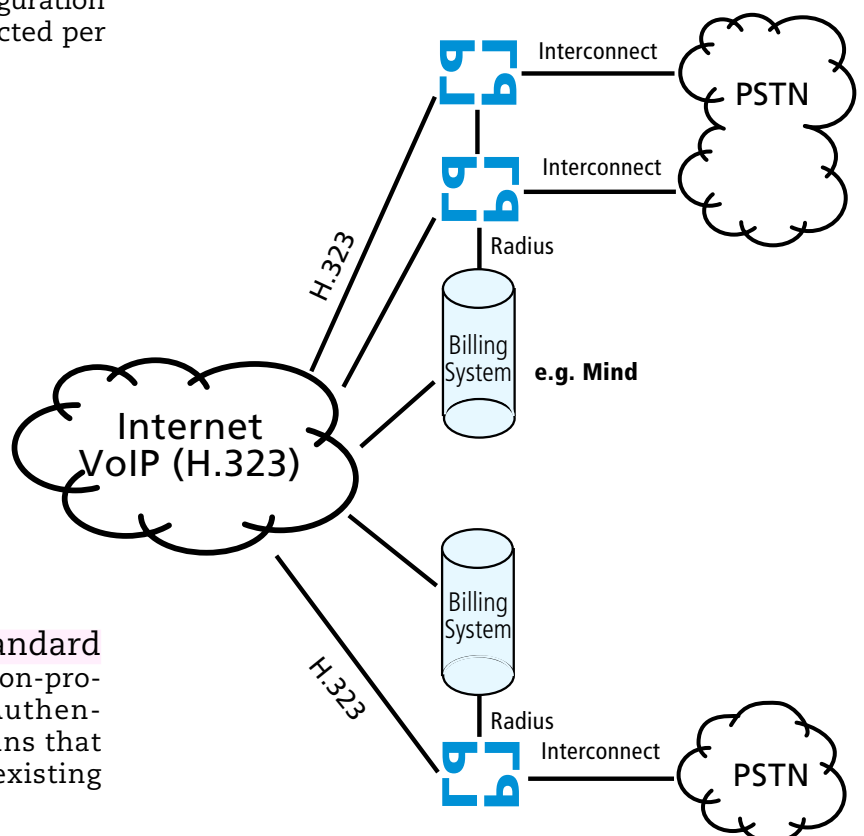 guration
cted per
Interconnect
PSTN
Interconnect
H.323
Radius
Billing
System
e.g. Mind
Internet
VoIP (H.323)
Billing
System
andard
on-pro-
uthen-
ns that
existing
H.323
Radius
Interconnect
PSTN